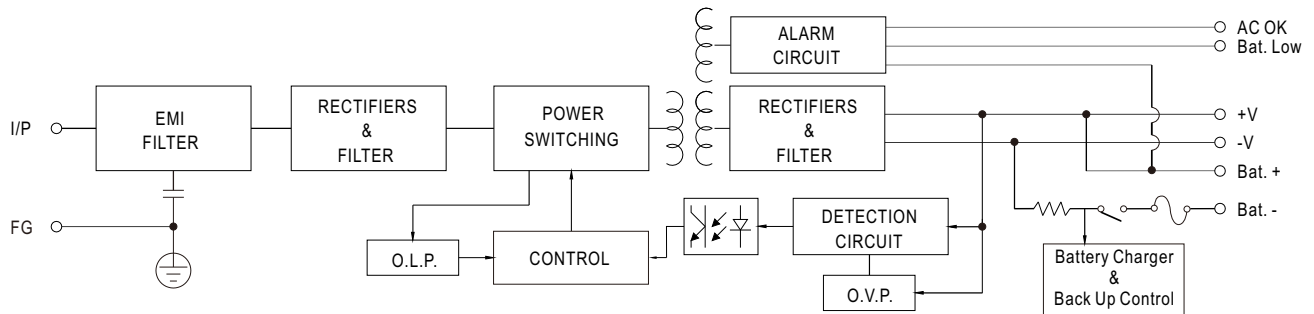 ALARM
CIRCUIT
AC OK
Bat. Low
I/P
EMI
FILTER
RECTIFIERS
&
FILTER
POWER
SWITCHING
RECTIFIERS
&
FILTER
+V
-V
Bat. +
Bat. -
FG
O.L.P.
CONTROL
DETECTION
CIRCUIT
O.V.P.
Battery Charger
&
Back Up Control